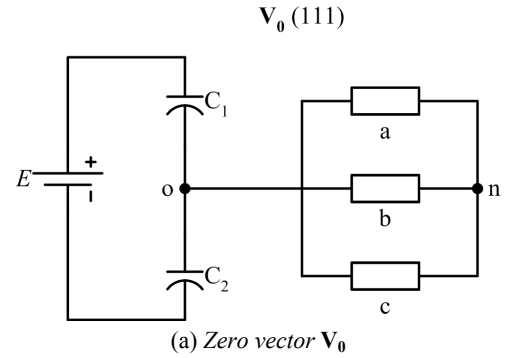 V₀ (111)
C₁
a
E
+
-
o
n
b
C₂
c
(a) Zero vector V₀